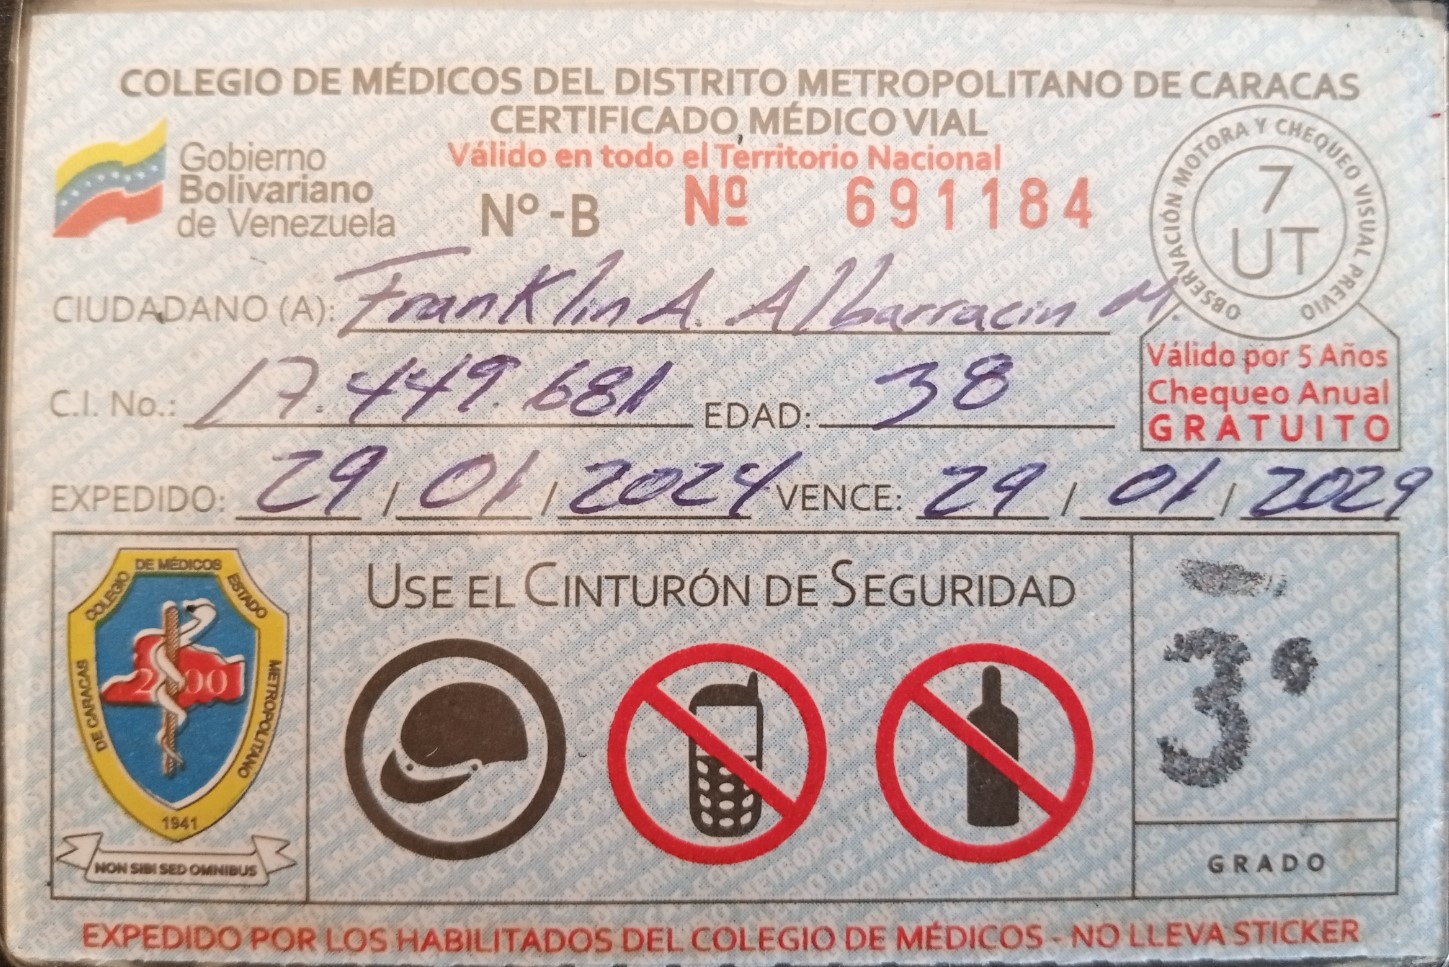 COLEGIO DE MÉDICOS DEL DISTRITO METROPOLITANO DE CARACAS
CERTIFICADO MÉDICO VIAL
Válido en todo el Territorio Nacional
Gobierno
Bolivariano
de Venezuela
Nº-B Nº 691184
OBSERVACIÓN MOTORA Y CHEQUEO VISUAL PREVIO
7
UT
CIUDADANO (A): Franklin A. Albarracin M.
Válido por 5 Años
Chequeo Anual
GRATUITO
C.I. No.: 17.449.681 EDAD: 38
EXPEDIDO: 29 / 01 / 2024 VENCE: 29 / 01 / 2029
COLEGIO DE MÉDICOS ESTADO METROPOLITANO DE CARACAS
2000
1941
NON SIBI SED OMNIBUS
USE EL CINTURÓN DE SEGURIDAD
3º
GRADO
EXPEDIDO POR LOS HABILITADOS DEL COLEGIO DE MÉDICOS - NO LLEVA STICKER